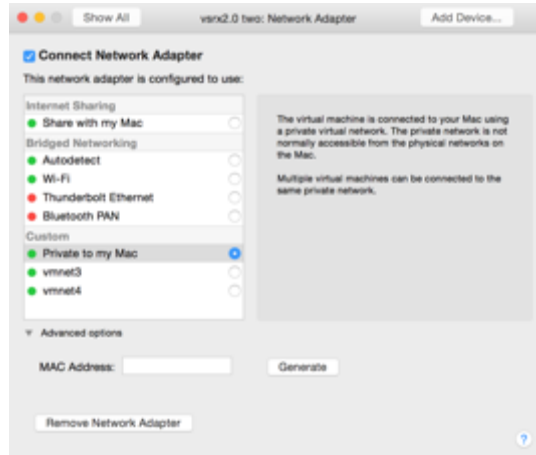 Show All
vsrx2.0 two: Network Adapter
Add Device...
Connect Network Adapter
This network adapter is configured to use:
Internet Sharing
Share with my Mac
Bridged Networking
Autodetect
Wi-Fi
Thunderbolt Ethernet
Bluetooth PAN
Custom
Private to my Mac
vmnet3
vmnet4
The virtual machine is connected to your Mac using
a private virtual network. The private network is not
normally accessible from the physical networks on
the Mac.
Multiple virtual machines can be connected to the
same private network.
Advanced options
MAC Address:
Generate
Remove Network Adapter
?